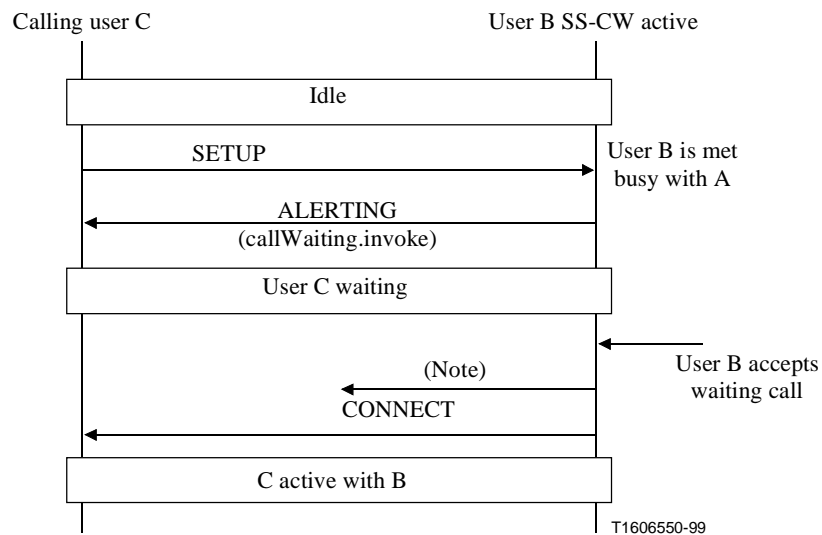 Calling user C
User B SS-CW active
Idle
SETUP
User B is met
busy with A
ALERTING
(callWaiting.invoke)
User C waiting
User B accepts
waiting call
(Note)
CONNECT
C active with B
T1606550-99